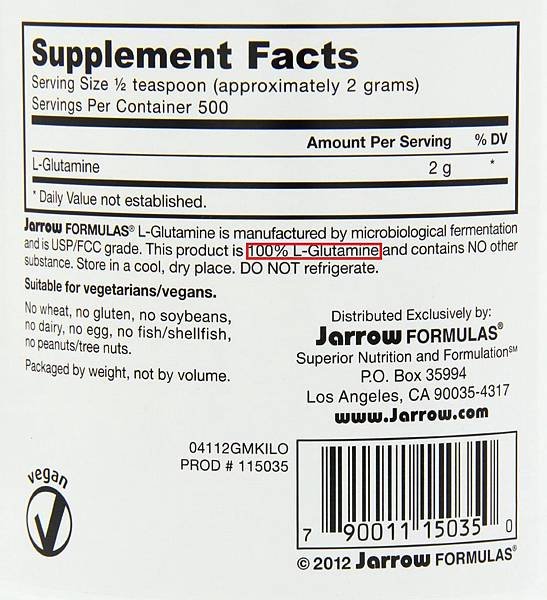 Supplement Facts
Serving Size ½ teaspoon (approximately 2 grams)
Servings Per Container 500
Amount Per Serving % DV
L-Glutamine 2 g *
* Daily Value not established.
Jarrow FORMULAS® L-Glutamine is manufactured by microbiological fermentation
and is USP/FCC grade. This product is 100% L-Glutamine and contains NO other
substance. Store in a cool, dry place. DO NOT refrigerate.
Suitable for vegetarians/vegans.
No wheat, no gluten, no soybeans,
no dairy, no egg, no fish/shellfish,
no peanuts/tree nuts.
Packaged by weight, not by volume.
Distributed Exclusively by:
Jarrow FORMULAS®
Superior Nutrition and Formulation℠
P.O. Box 35994
Los Angeles, CA 90035-4317
www.Jarrow.com
04112GMKILO
PROD # 115035
vegan
7 90011 15035 0
© 2012 Jarrow FORMULAS®